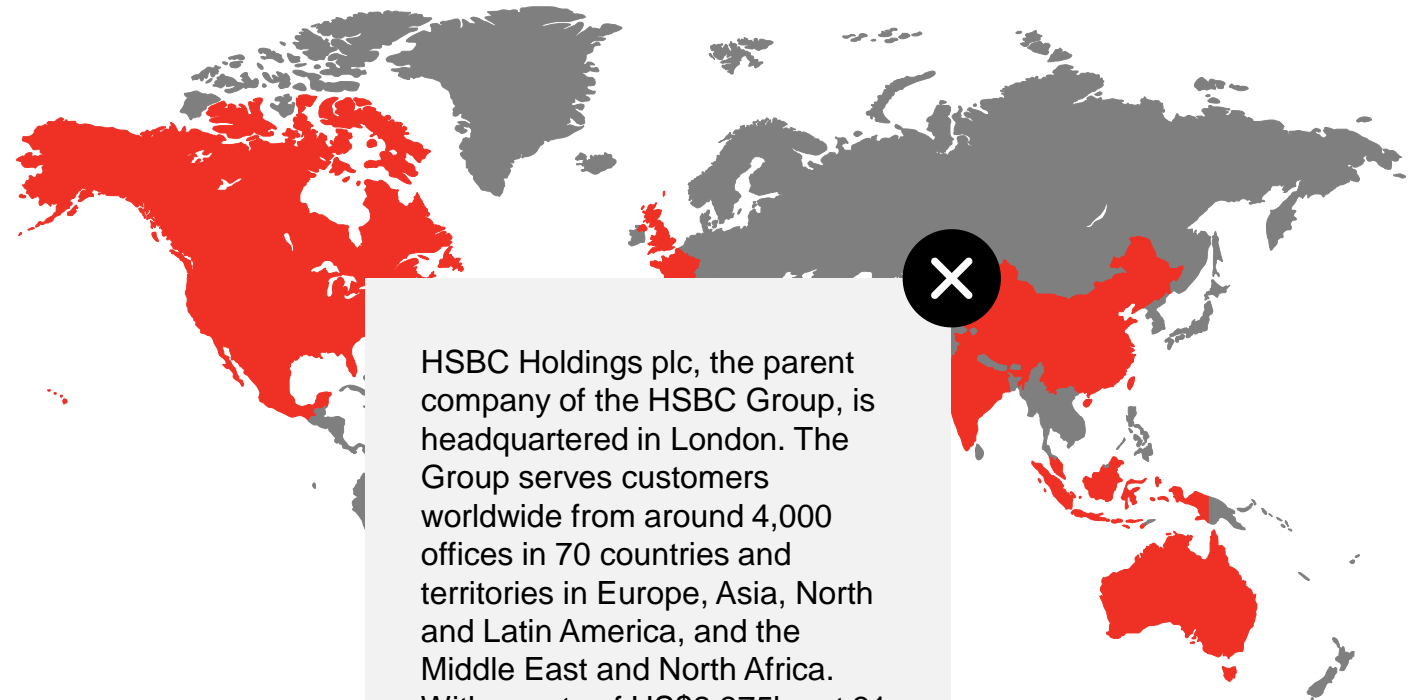 HSBC Holdings plc, the parent
company of the HSBC Group, is
headquartered in London. The
Group serves customers
worldwide from around 4,000
offices in 70 countries and
territories in Europe, Asia, North
and Latin America, and the
Middle East and North Africa.